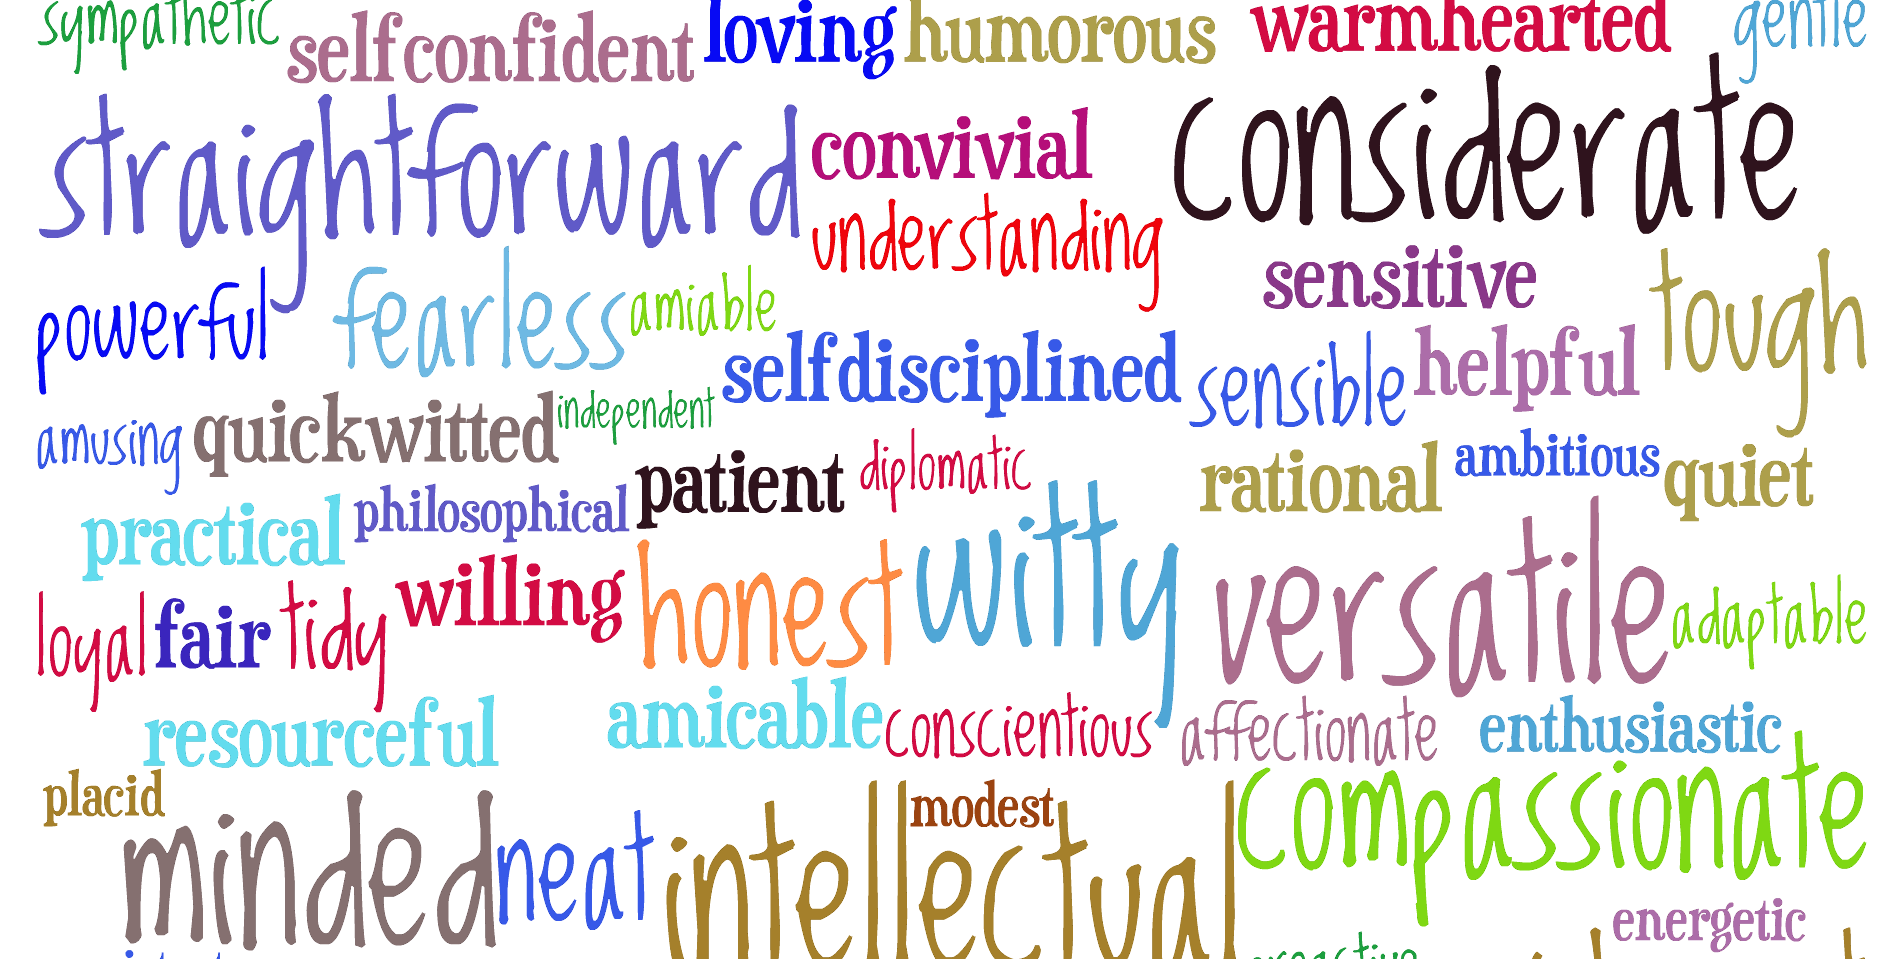 sympathetic selfconfident loving humorous warmhearted gentle
straightforward convivial considerate
understanding
powerful fearless amiable sensitive tough
selfdisciplined sensible helpful
amusing quickwitted independent
patient diplomatic rational ambitious quiet
practical philosophical
loyal fair tidy willing honest witty versatile adaptable
resourceful amicable conscientious affectionate enthusiastic
placid minded neat intellectual modest compassionate
energetic